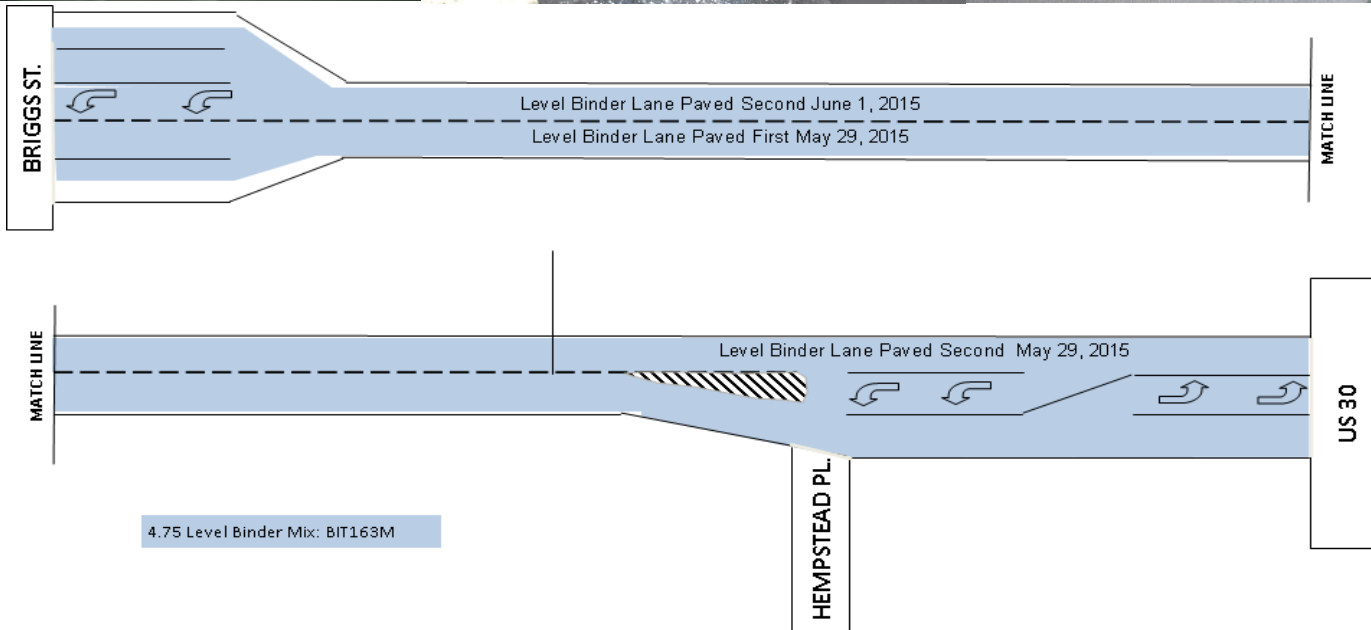 BRIGGS ST.
Level Binder Lane Paved Second June 1, 2015
Level Binder Lane Paved First May 29, 2015
MATCH LINE
MATCH LINE
Level Binder Lane Paved Second May 29, 2015
US 30
HEMPSTEAD PL.
4.75 Level Binder Mix: BIT163M